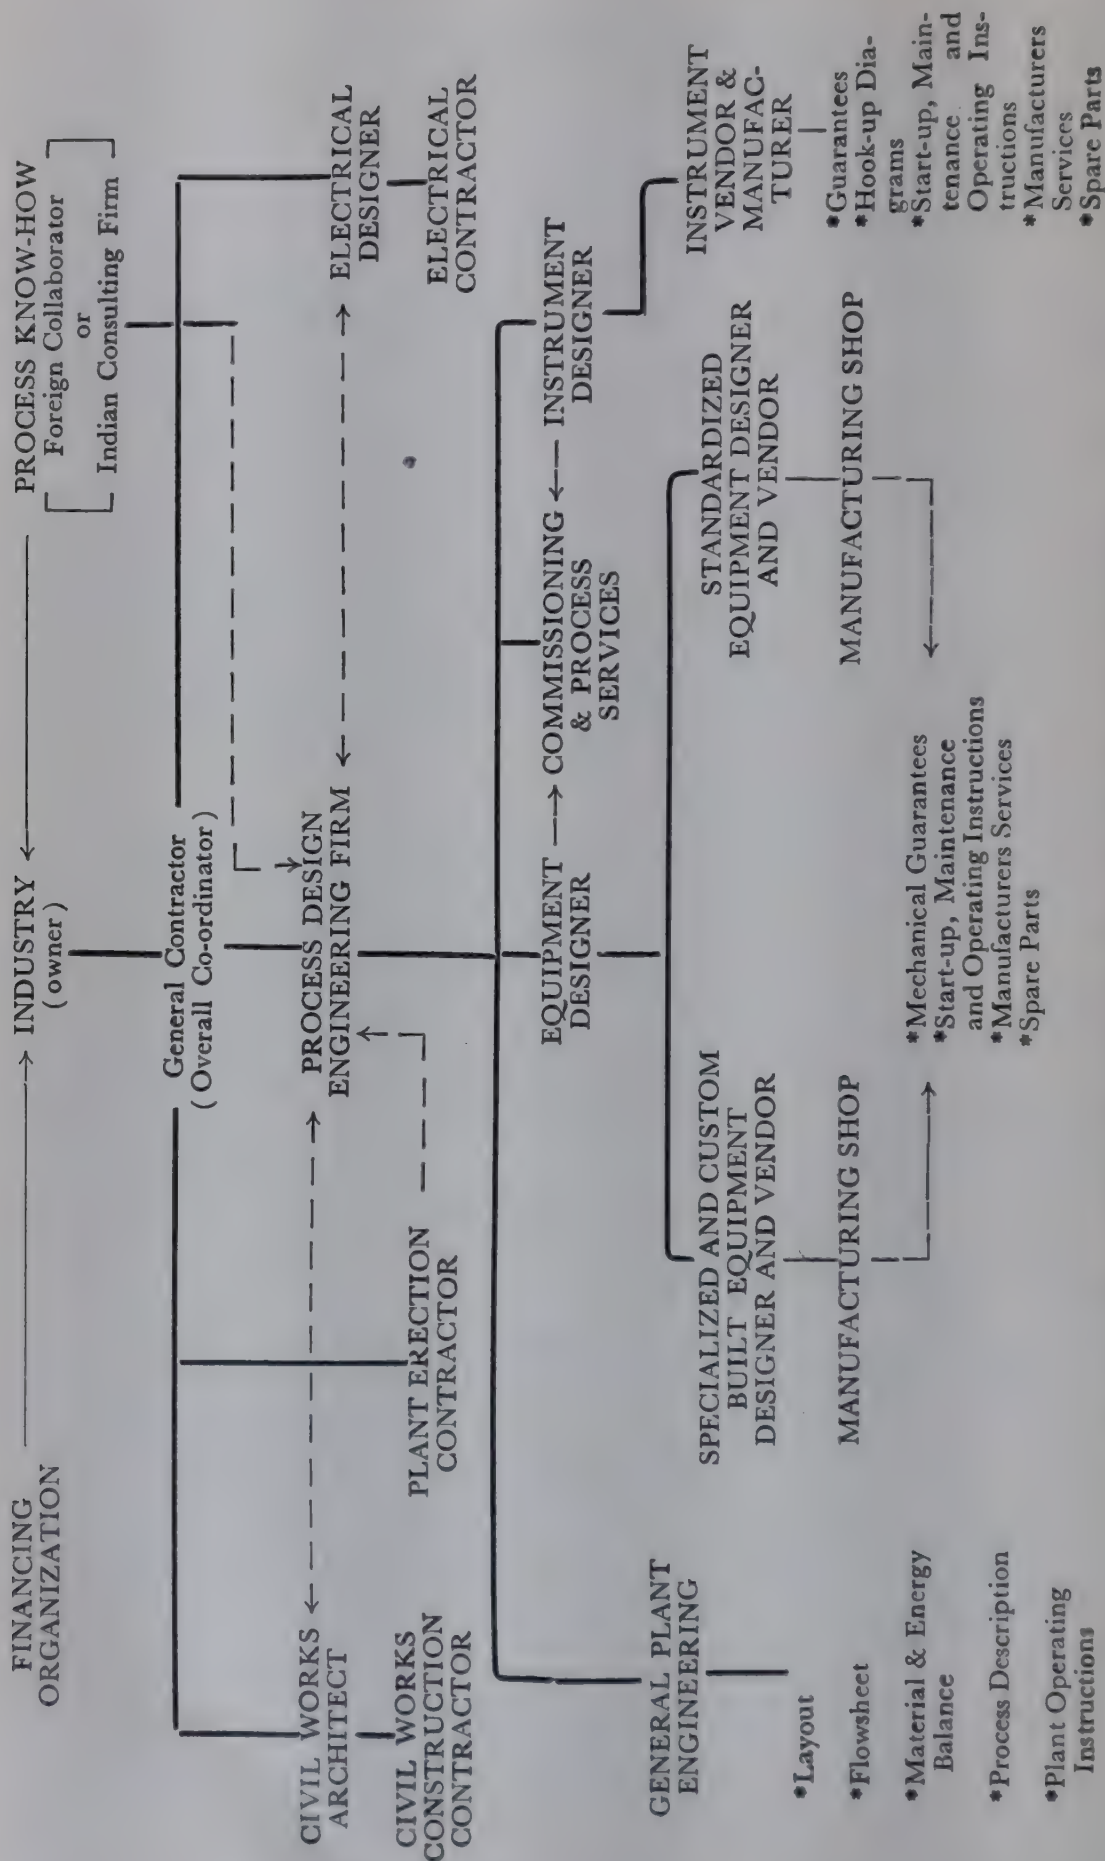 FINANCING
ORGANIZATION
INDUSTRY
(owner)
PROCESS KNOW-HOW
Foreign Collaborator
or
Indian Consulting Firm
General Contractor
(Overall Co-ordinator)
CIVIL WORKS
ARCHITECT
PROCESS DESIGN
ENGINEERING FIRM
ELECTRICAL
DESIGNER
CIVIL WORKS
CONSTRUCTION
CONTRACTOR
PLANT ERECTION
CONTRACTOR
ELECTRICAL
CONTRACTOR
EQUIPMENT
DESIGNER
COMMISSIONING
& PROCESS
SERVICES
INSTRUMENT
DESIGNER
GENERAL PLANT
ENGINEERING
SPECIALIZED AND CUSTOM
BUILT EQUIPMENT
DESIGNER AND VENDOR
STANDARDIZED
EQUIPMENT DESIGNER
AND VENDOR
INSTRUMENT
VENDOR &
MANUFAC-
TURER
*Layout
*Flowsheet
*Material & Energy
Balance
*Process Description
*Plant Operating
Instructions
MANUFACTURING SHOP
MANUFACTURING SHOP
*Mechanical Guarantees
*Start-up, Maintenance
and Operating Instructions
*Manufacturers Services
*Spare Parts
*Guarantees
*Hook-up Dia-
grams
*Start-up, Main-
tenance and
Operating Ins-
tructions
*Manufacturers
Services
*Spare Parts